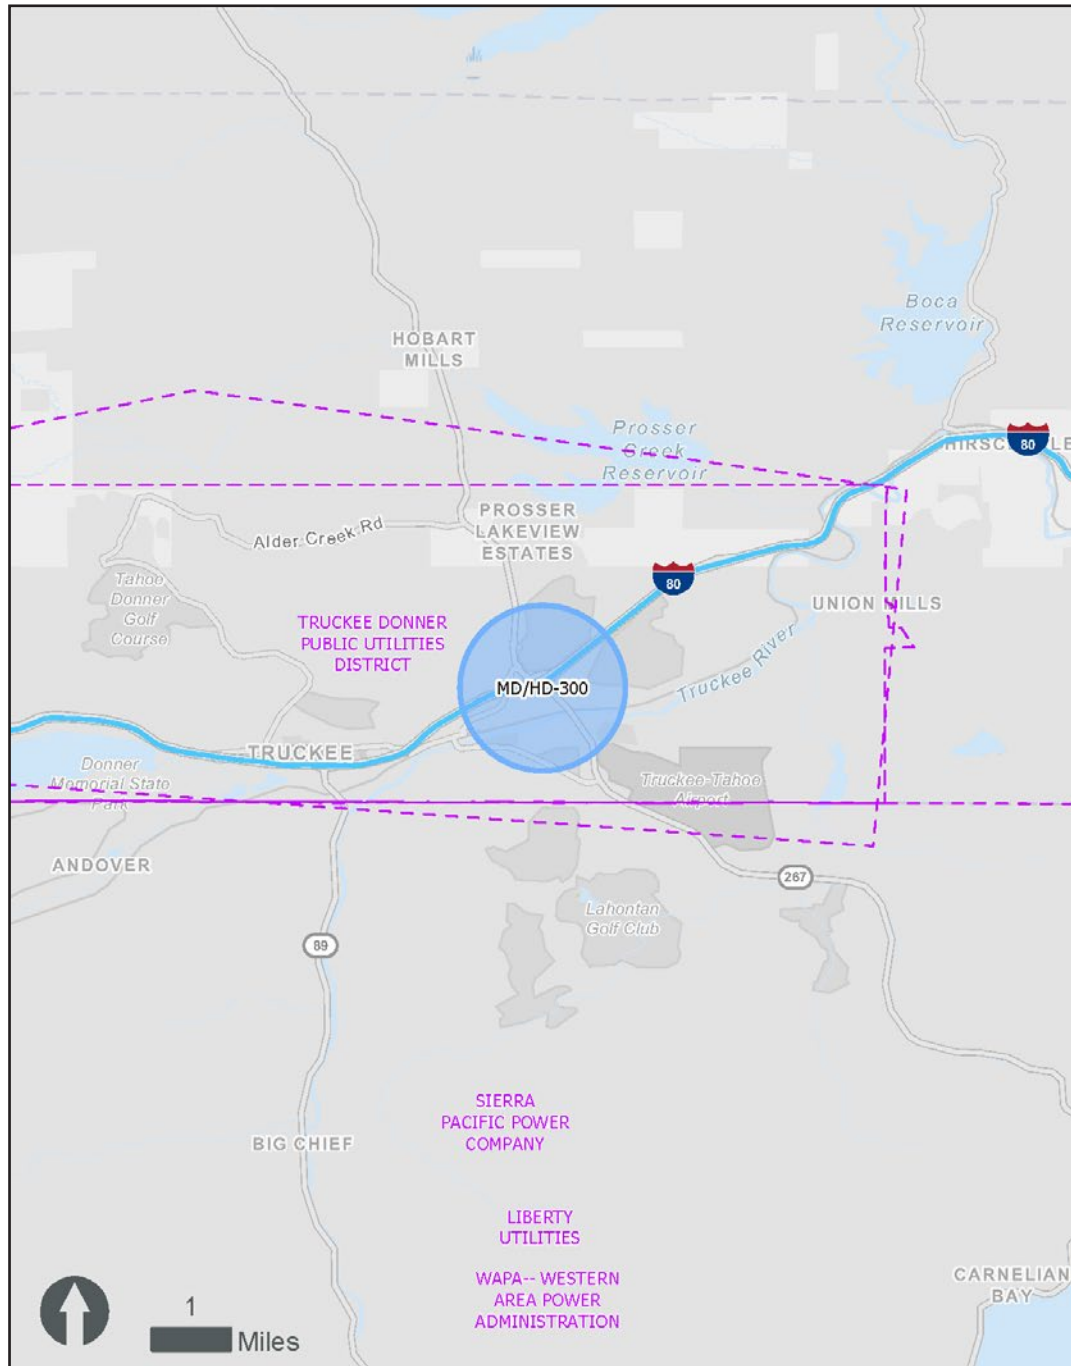 Boca
Reservoir
HOBART
MILLS
Prosser
Creek
Reservoir
80
PROSSER
LAKEVIEW
ESTATES
Alder Creek Rd
80
Tahoe
Donner
Golf
Course
UNION MILLS
TRUCKEE DONNER
PUBLIC UTILITIES
DISTRICT
Truckee River
MD/HD-300
TRUCKEE
Donner
Memorial State
Park
Truckee-Tahoe
Airport
ANDOVER
267
Lahontan
Golf Club
89
SIERRA
PACIFIC POWER
COMPANY
BIG CHIEF
LIBERTY
UTILITIES
WAPA-- WESTERN
AREA POWER
ADMINISTRATION
CARNELIAN
BAY
1
Miles